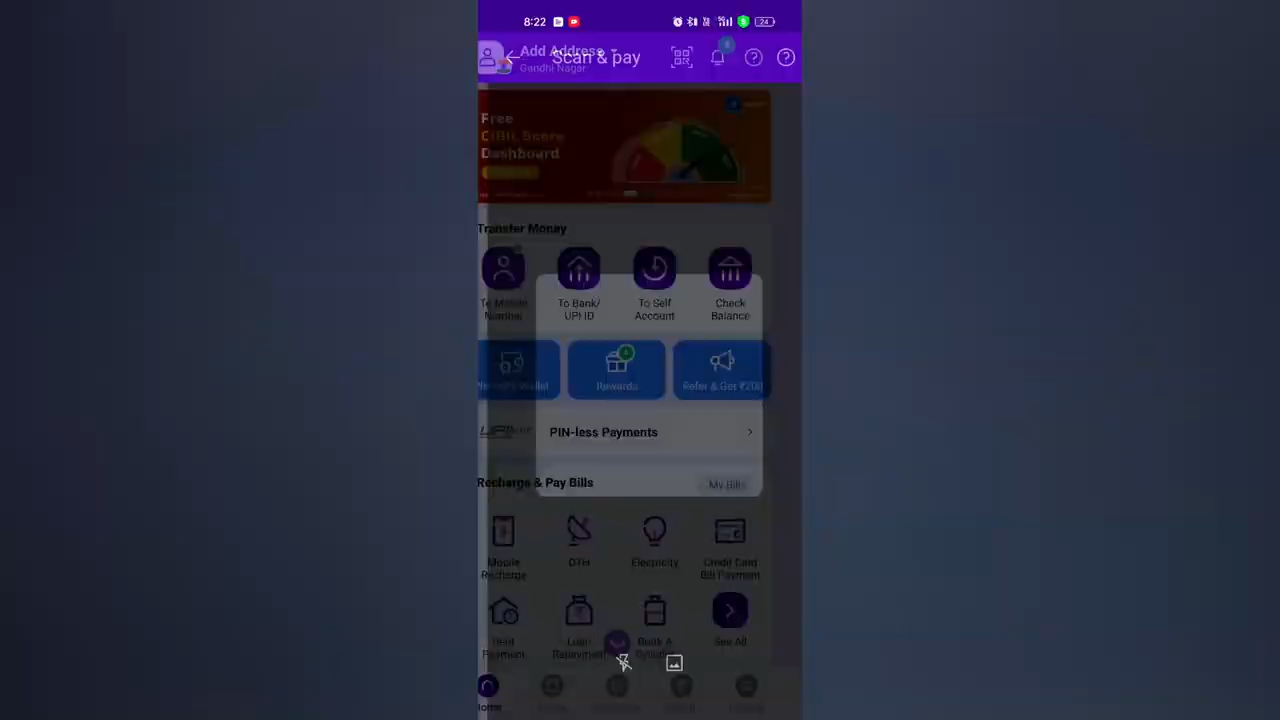 8:22
24
Add Address
Scan & pay
Gandhi Nagar
Free
CIBIL Score
Dashboard
Transfer Money
To Mobile
Number
To Bank/
UPI ID
To Self
Account
Check
Balance
Wallet
Rewards
Refer & Get ₹200
PIN-less Payments
Recharge & Pay Bills
My Bills
Mobile
Recharge
DTH
Electricity
Credit Card
Bill Payment
Rent
Payment
Loan
Repayment
Book A
Cylinder
See All
Home